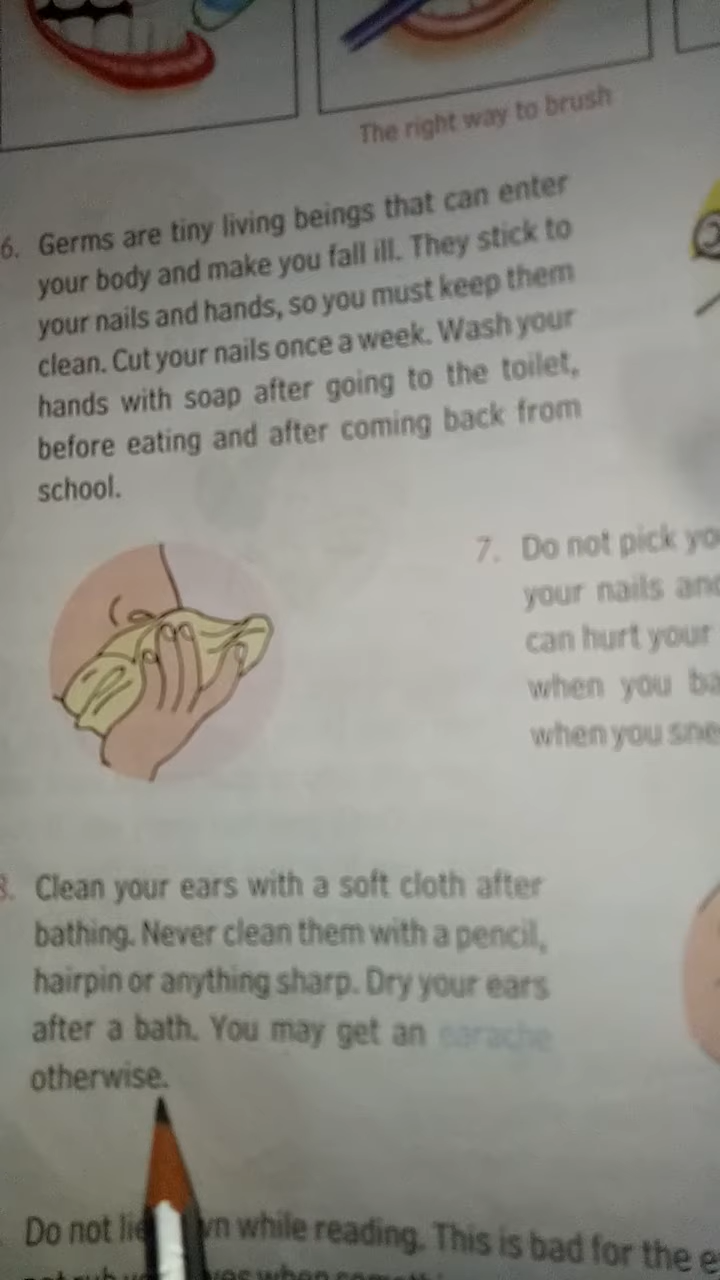 The right way to brush
6. Germs are tiny living beings that can enter
your body and make you fall ill. They stick to
your nails and hands, so you must keep them
clean. Cut your nails once a week. Wash your
hands with soap after going to the toilet,
before eating and after coming back from
school.
7. Do not pick yo
your nails and
can hurt your
when you ba
when you sne
8. Clean your ears with a soft cloth after
bathing. Never clean them with a pencil,
hairpin or anything sharp. Dry your ears
after a bath. You may get an earache
otherwise.
Do not lie wn while reading. This is bad for the e